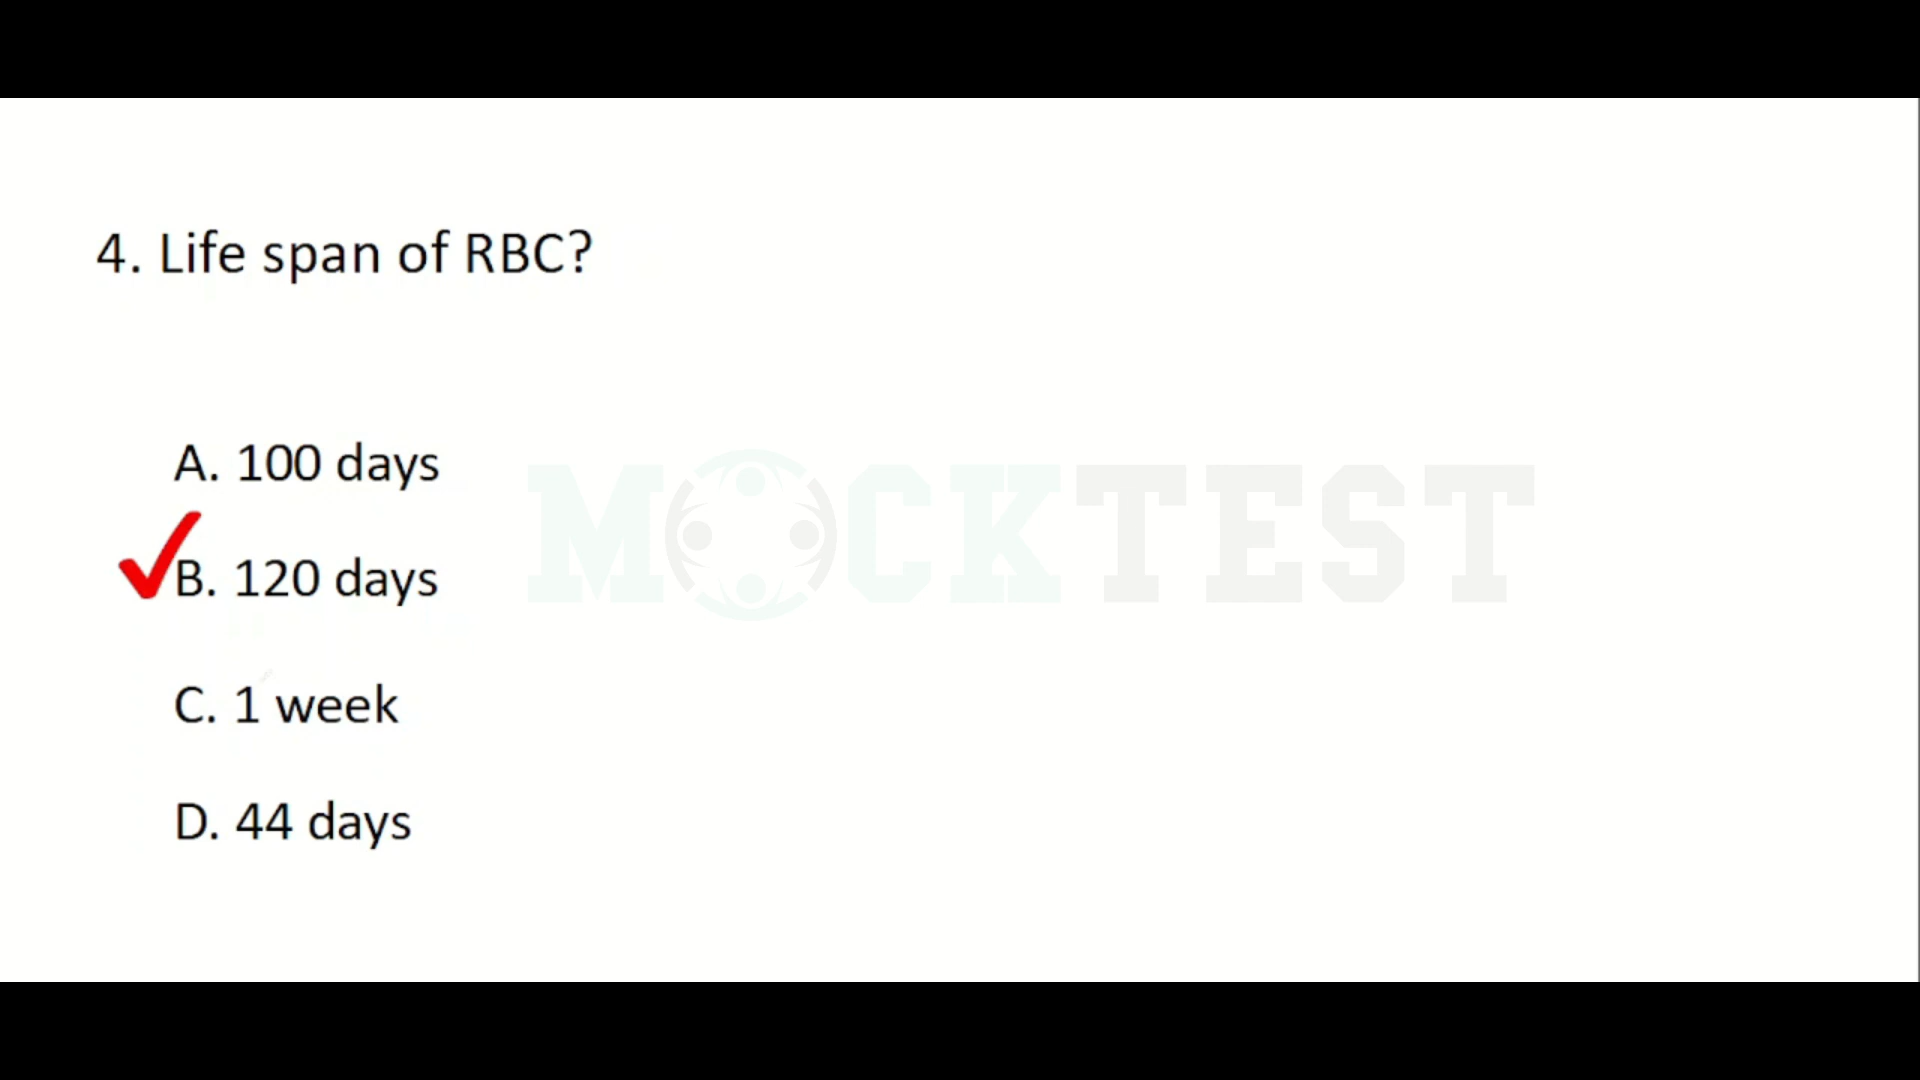 4. Life span of RBC?
A. 100 days
MOCKTEST
B. 120 days
C. 1 week
D. 44 days